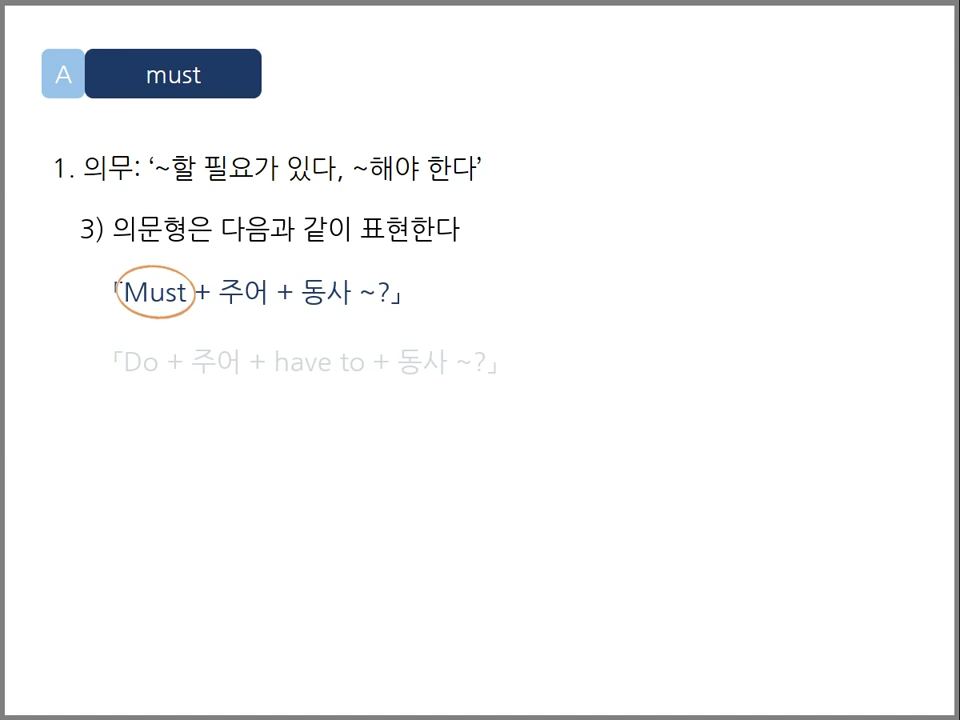 A must
1. 의무: ‘~할 필요가 있다, ~해야 한다’
3) 의문형은 다음과 같이 표현한다
「Must + 주어 + 동사 ~?」
「Do + 주어 + have to + 동사 ~?」